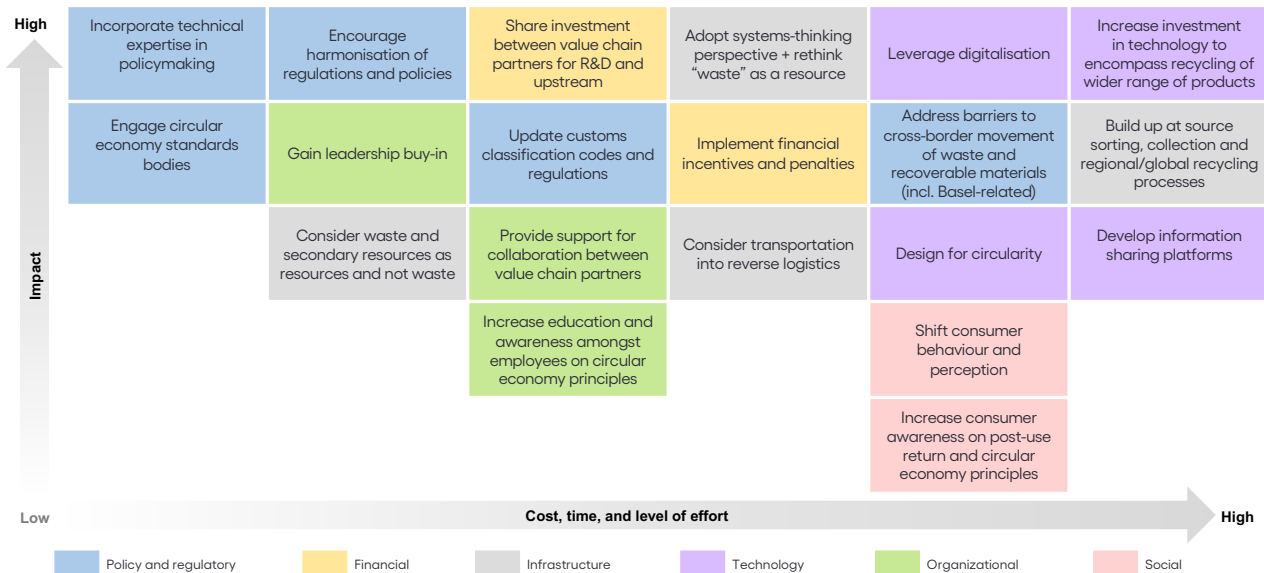 High
Incorporate technical
expertise in
policymaking
Encourage
harmonisation of
regulations and policies
Share investment
between value chain
partners for R&D and
upstream
Adopt systems-thinking
perspective + rethink
“waste” as a resource
Leverage digitalisation
Increase investment
in technology to
encompass recycling of
wider range of products
Engage circular
economy standards
bodies
Gain leadership buy-in
Update customs
classification codes and
regulations
Implement financial
incentives and penalties
Address barriers to
cross-border movement
of waste and
recoverable materials
(incl. Basel-related)
Build up at source
sorting, collection and
regional/global recycling
processes
Consider waste and
secondary resources as
resources and not waste
Provide support for
collaboration between
value chain partners
Consider transportation
into reverse logistics
Design for circularity
Develop information
sharing platforms
Increase education and
awareness amongst
employees on circular
economy principles
Shift consumer
behaviour and
perception
Increase consumer
awareness on post-use
return and circular
economy principles
Impact
Low
Cost, time, and level of effort
High
Policy and regulatory
Financial
Infrastructure
Technology
Organizational
Social